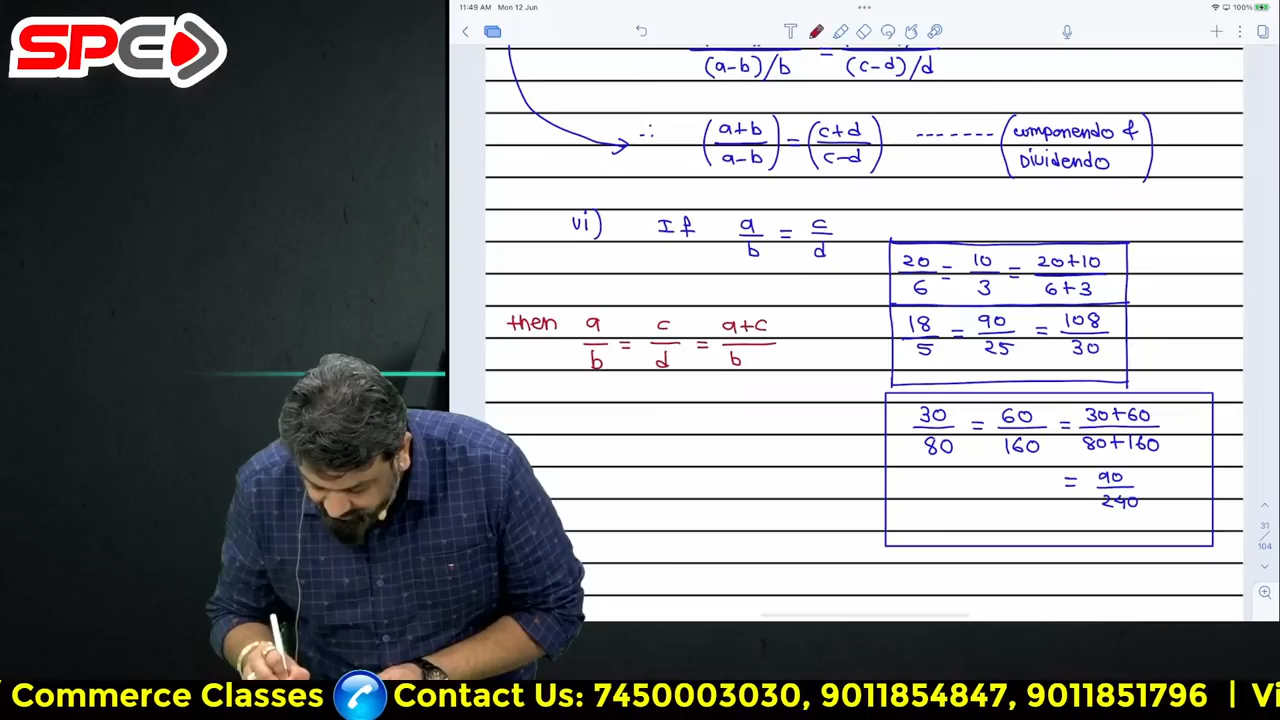 11:49 AM Mon 12 Jun
100%
SPE
(a-b)/b = (c-d)/d
∴ (a+b / a-b) = (c+d / c-d) ------- (componendo & Dividendo)
vi) If a/b = c/d
20/6 = 10/3 = 20+10/6+3
then a/b = c/d = a+c/b
18/5 = 90/25 = 108/30
30/80 = 60/160 = 30+60/80+160
= 90/240
31
104
Commerce Classes Contact Us: 7450003030, 9011854847, 9011851796 | Vi